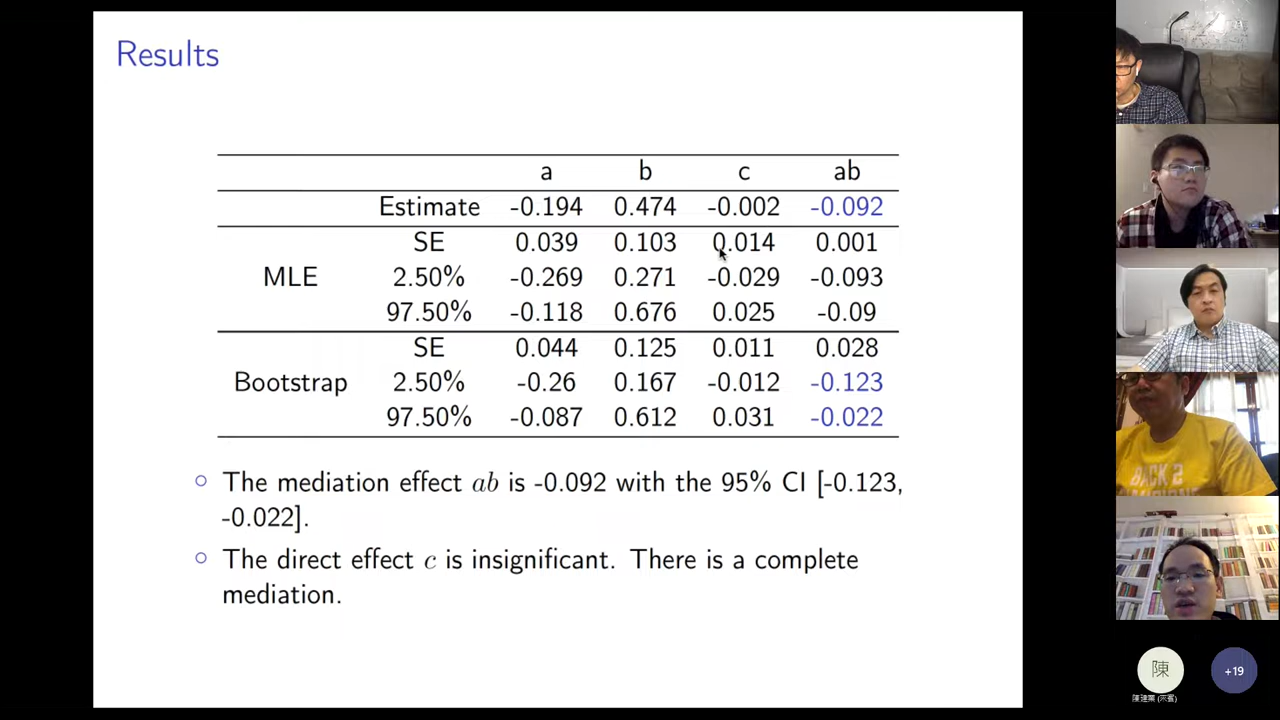 Results
a b c ab
Estimate -0.194 0.474 -0.002 -0.092
SE 0.039 0.103 0.014 0.001
MLE 2.50% -0.269 0.271 -0.029 -0.093
97.50% -0.118 0.676 0.025 -0.09
SE 0.044 0.125 0.011 0.028
Bootstrap 2.50% -0.26 0.167 -0.012 -0.123
97.50% -0.087 0.612 0.031 -0.022
The mediation effect ab is -0.092 with the 95% CI [-0.123,
-0.022].
The direct effect c is insignificant. There is a complete
mediation.
BACK 2
陳
+19